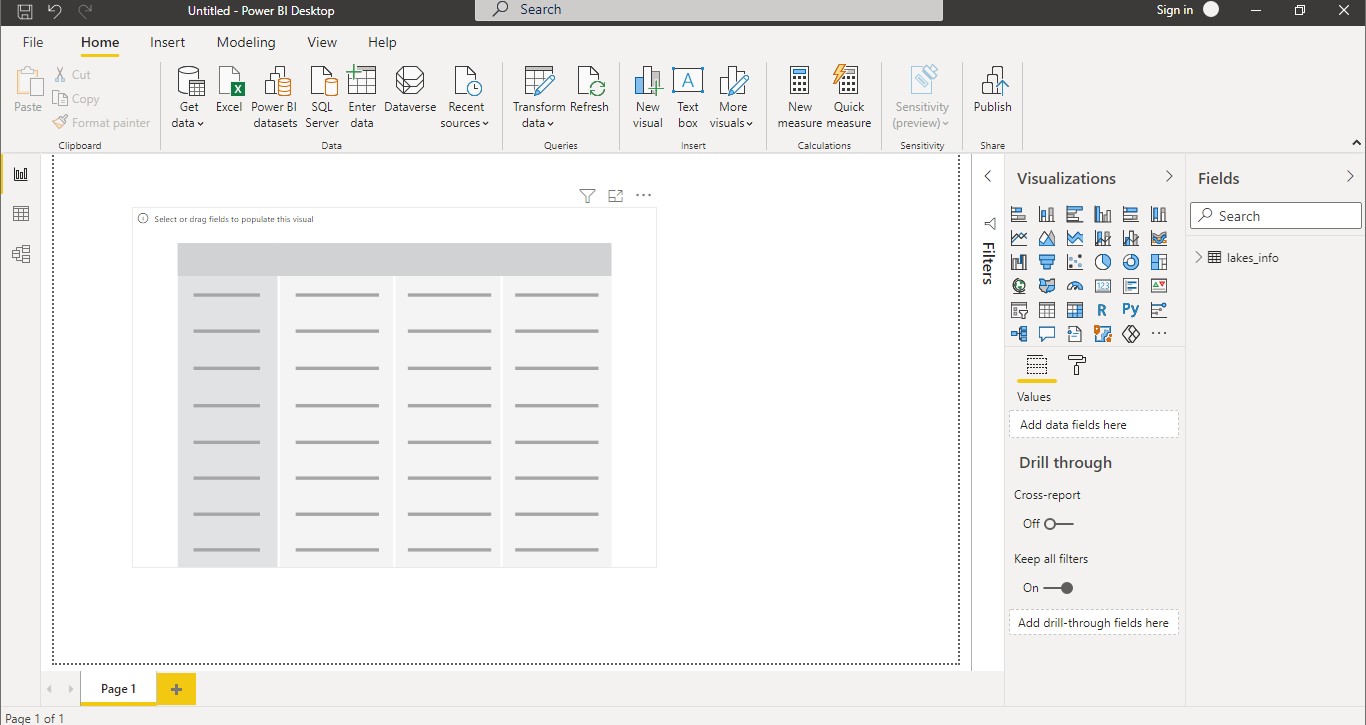 Untitled - Power BI Desktop
Search
Sign in
File Home Insert Modeling View Help
Paste
Cut
Copy
Format painter
Clipboard
Get data
Excel
Power BI datasets
SQL Server
Enter data
Dataverse
Recent sources
Data
Transform data
Refresh
Queries
New visual
Text box
A
More visuals
Insert
New measure
Quick measure
Calculations
Sensitivity (preview)
Sensitivity
Publish
Share
Select or drag fields to populate this visual
Filters
Visualizations
123
R
Py
Values
Add data fields here
Drill through
Cross-report
Off
Keep all filters
On
Add drill-through fields here
Fields
Search
lakes_info
Page 1
Page 1 of 1